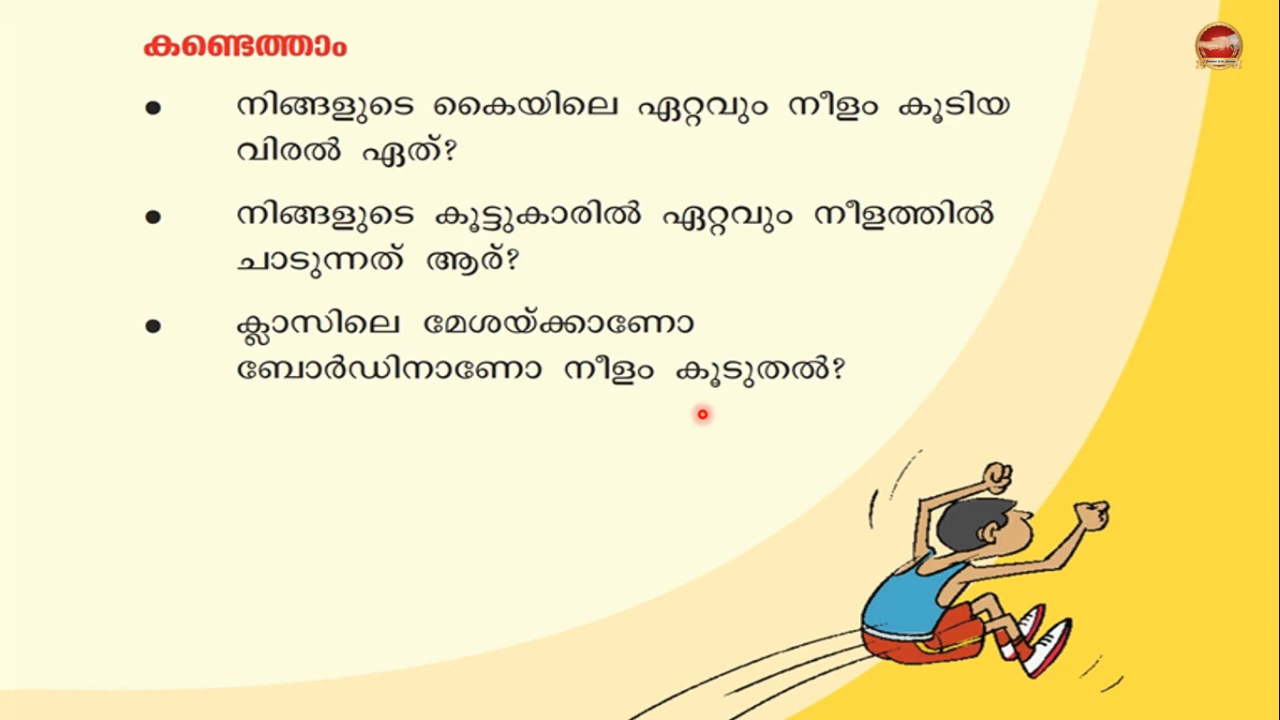 കണ്ടെത്താം
● നിങ്ങളുടെ കൈയിലെ ഏറ്റവും നീളം കൂടിയ
വിരൽ ഏത്?
● നിങ്ങളുടെ കൂട്ടുകാരിൽ ഏറ്റവും നീളത്തിൽ
ചാടുന്നത് ആര്?
● ക്ലാസിലെ മേശയ്ക്കാണോ
ബോർഡിനാണോ നീളം കൂടുതൽ?